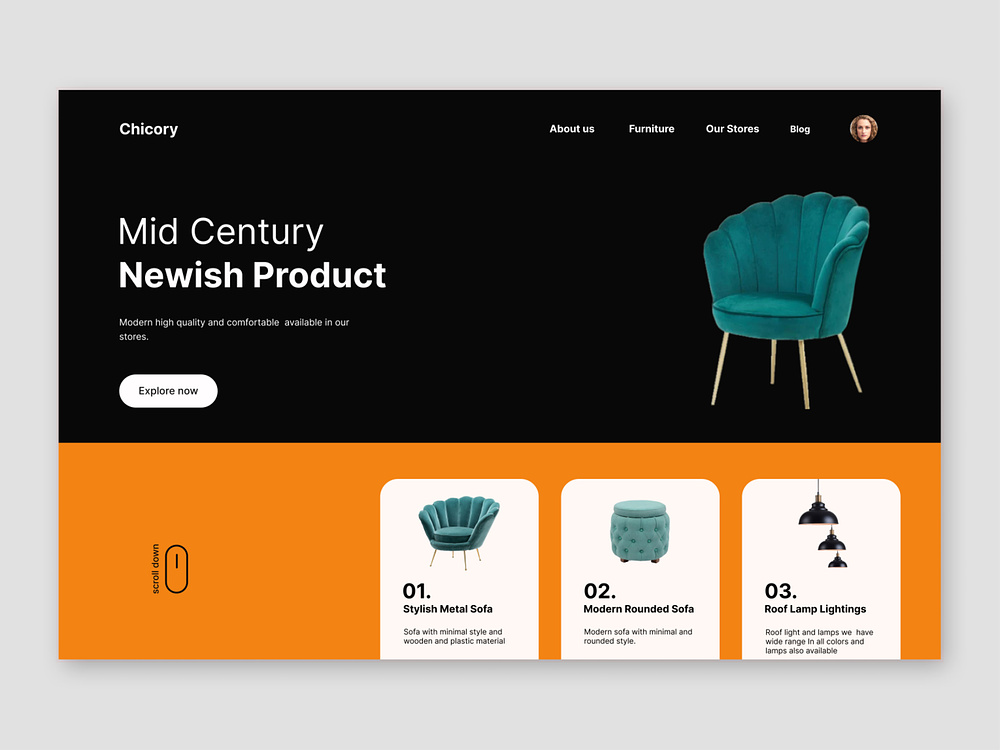 Chicory
About us
Furniture
Our Stores
Blog
Mid Century
Newish Product
Modern high quality and comfortable  available in our
stores.
Explore now
scroll down
01.
Stylish Metal Sofa
Sofa with minimal style and
wooden and plastic material
02.
Modern Rounded Sofa
Modern sofa with minimal and
rounded style.
03.
Roof Lamp Lightings
Roof light and lamps we  have
wide range In all colors and
lamps also available